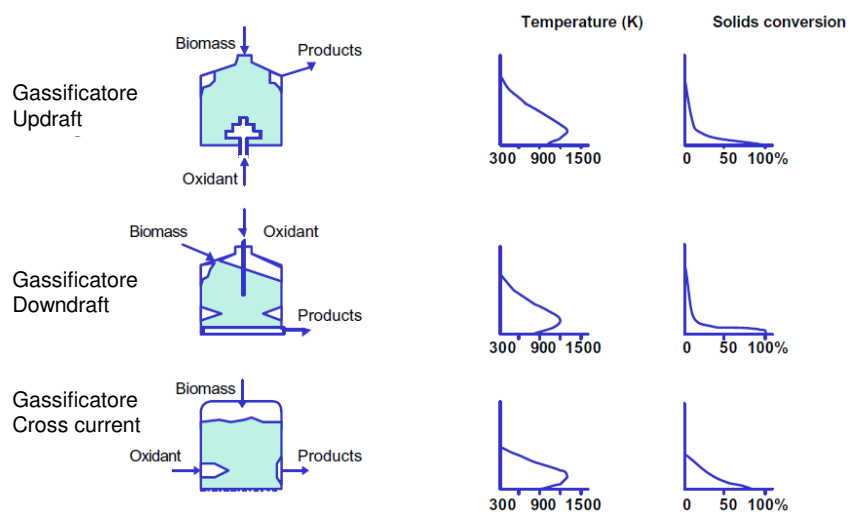 Temperature (K) Solids conversion
Biomass
Products
Gassificatore
Updraft
Oxidant
300 900 1500
0 50 100%
Biomass
Oxidant
Gassificatore
Downdraft
Products
300 900 1500
0 50 100%
Gassificatore
Cross current
Biomass
Oxidant
Products
300 900 1500
0 50 100%